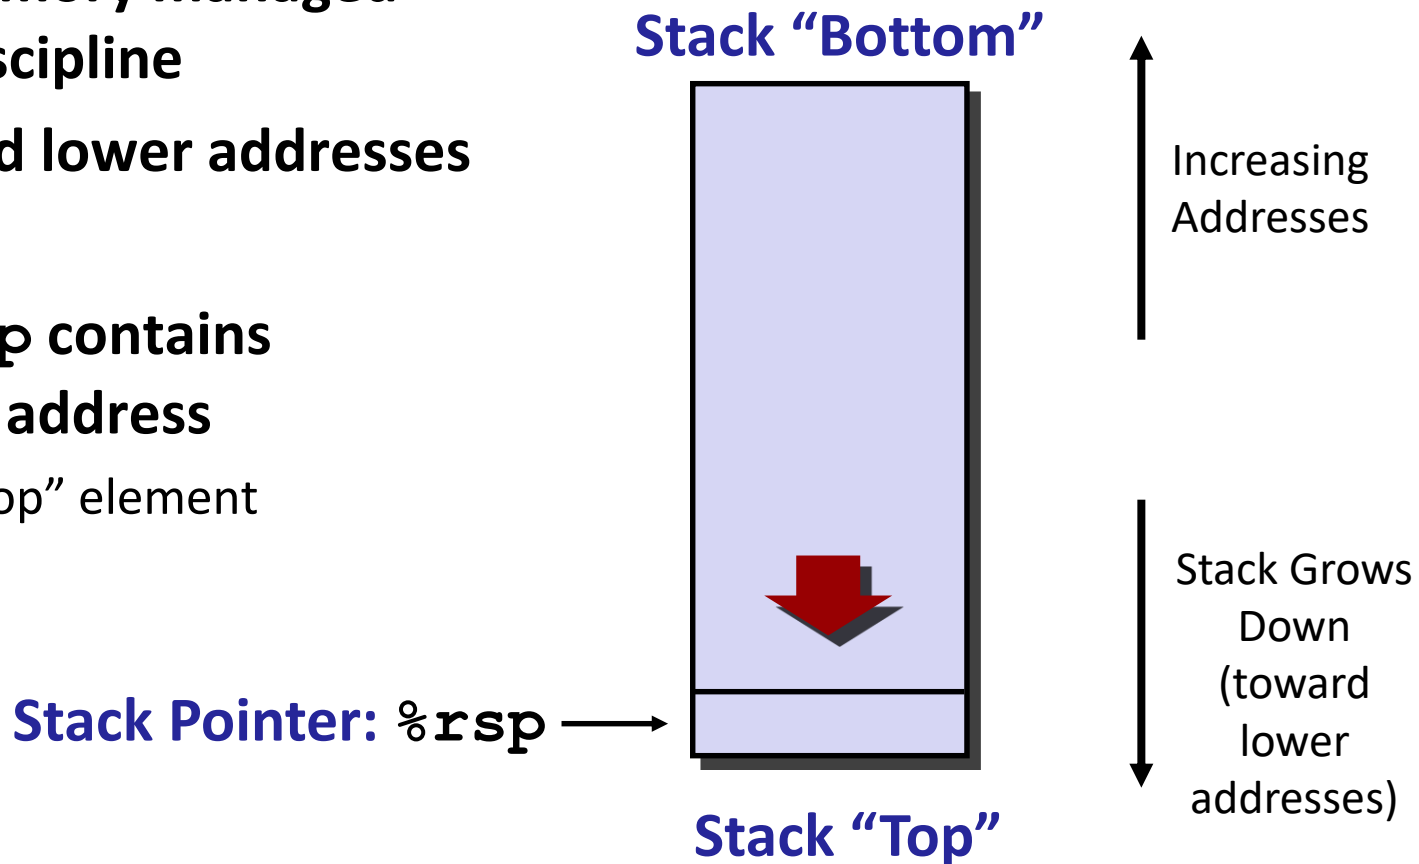 managed
scipline
d lower addresses
p contains
address
op” element
Stack Pointer: %rsp
Stack “Bottom”
Increasing
Addresses
Stack Grows
Down
(toward
lower
addresses)
Stack “Top”